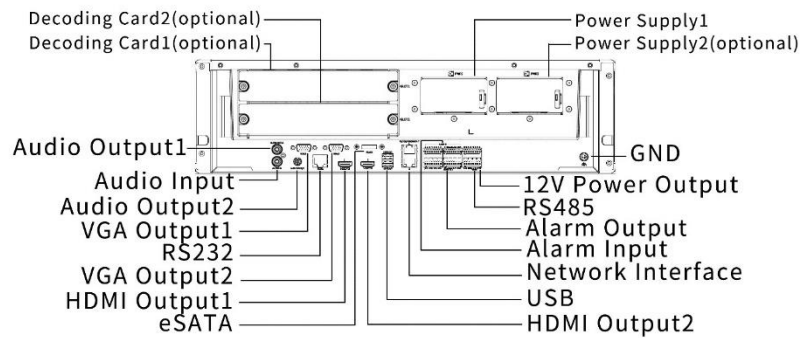 Decoding Card2(optional)
Decoding Card1(optional)
Power Supply1
Power Supply2(optional)
Audio Output1
Audio Input
Audio Output2
VGA Output1
RS232
VGA Output2
HDMI Output1
eSATA
GND
12V Power Output
RS485
Alarm Output
Alarm Input
Network Interface
USB
HDMI Output2